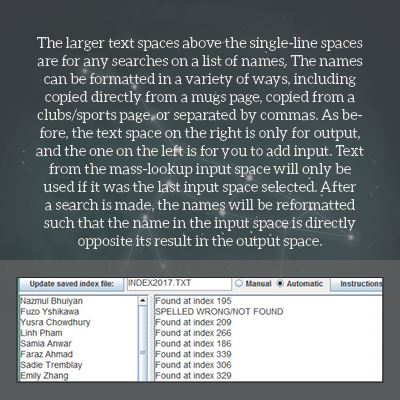 The larger text spaces above the single-line spaces
are for any searches on a list of names. The names
can be formatted in a variety of ways, including
copied directly from a mugs page, copied from a
clubs/sports page, or separated by commas. As be-
fore, the text space on the right is only for output,
and the one on the left is for you to add input. Text
from the mass-lookup input space will only be
used if it was the last input space selected. After
a search is made, the names will be reformatted
such that the name in the input space is directly
opposite its result in the output space.
Update saved index file: INDEX2017.TXT Manual Automatic Instructions
Nazmul Bhuiyan Found at index 195
Fuzo Yshikawa SPELLED WRONG/NOT FOUND
Yusra Chowdhury Found at index 209
Linh Pham Found at index 266
Samia Anwar Found at index 186
Faraz Ahmad Found at index 339
Sadie Tremblay Found at index 306
Emily Zhang Found at index 329